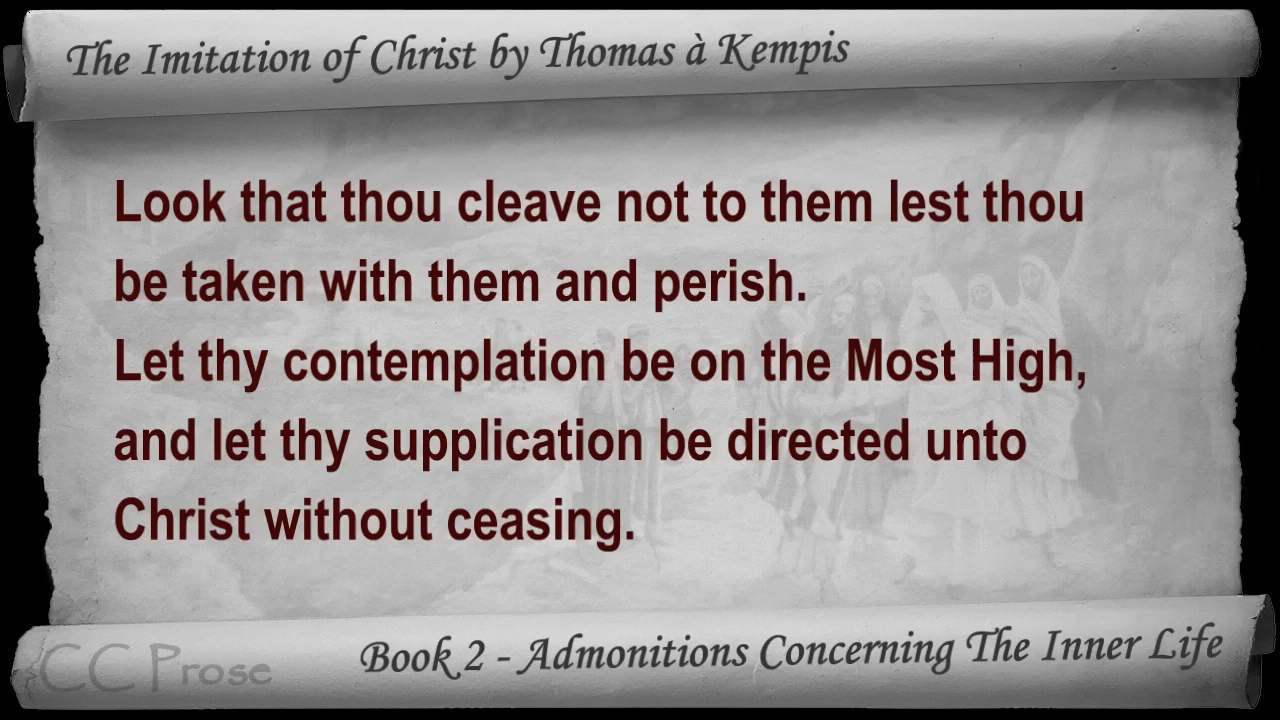 The Imitation of Christ by Thomas à Kempis
Look that thou cleave not to them lest thou
be taken with them and perish.
Let thy contemplation be on the Most High,
and let thy supplication be directed unto
Christ without ceasing.
CC Prose
Book 2 - Admonitions Concerning The Inner Life